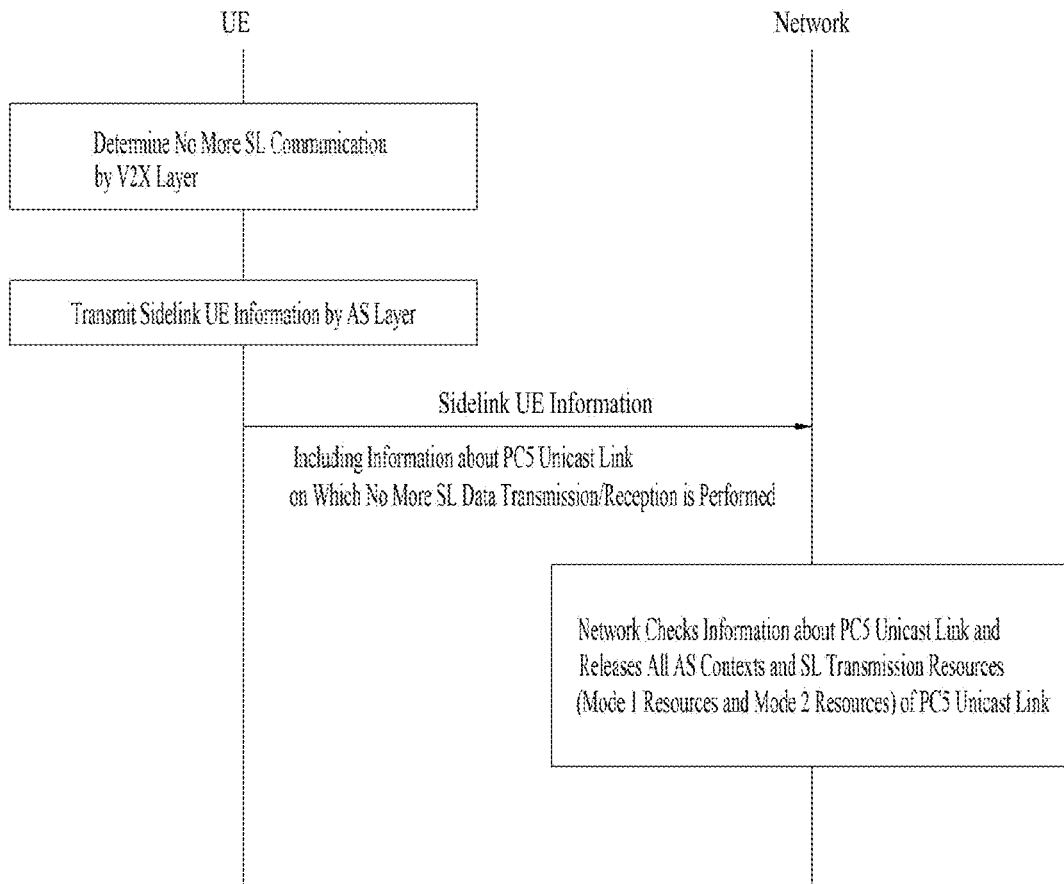 UE
Network
Determine No More SL Communication
by V2X Layer
Transmit Sidelink UE Information by AS Layer
Sidelink UE Information
Including Information about PC5 Unicast Link
on Which No More SL Data Transmission/Reception is Performed
Network Checks Information about PC5 Unicast Link and
Releases All AS Contexts and SL Transmission Resources
(Mode 1 Resources and Mode 2 Resources) of PC5 Unicast Link